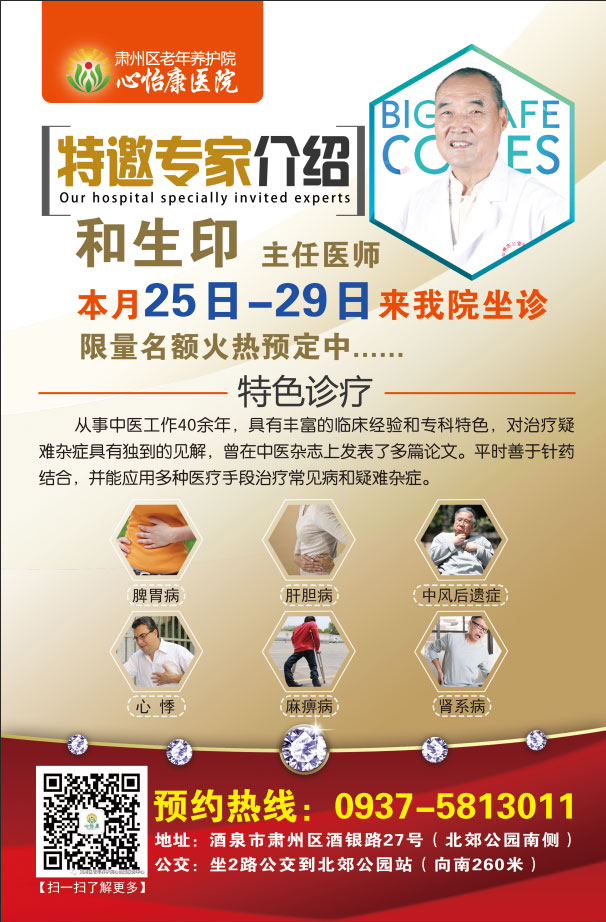 肃州区老年养护院
心怡康医院
BIG SAFE
特邀专家介绍
Our hospital specially invited experts
和生印 主任医师
本月25日-29日来我院坐诊
限量名额火热预定中......
特色诊疗
从事中医工作40余年，具有丰富的临床经验和专科特色，对治疗疑
难杂症具有独到的见解，曾在中医杂志上发表了多篇论文。平时善于针药
结合，并能应用多种医疗手段治疗常见病和疑难杂症。
脾胃病 肝胆病 中风后遗症
心 悸 麻痹病 肾系病
预约热线：0937-5813011
地址：酒泉市肃州区酒银路27号（北郊公园南侧）
公交：坐2路公交到北郊公园站（向南260米）
【扫一扫了解更多】